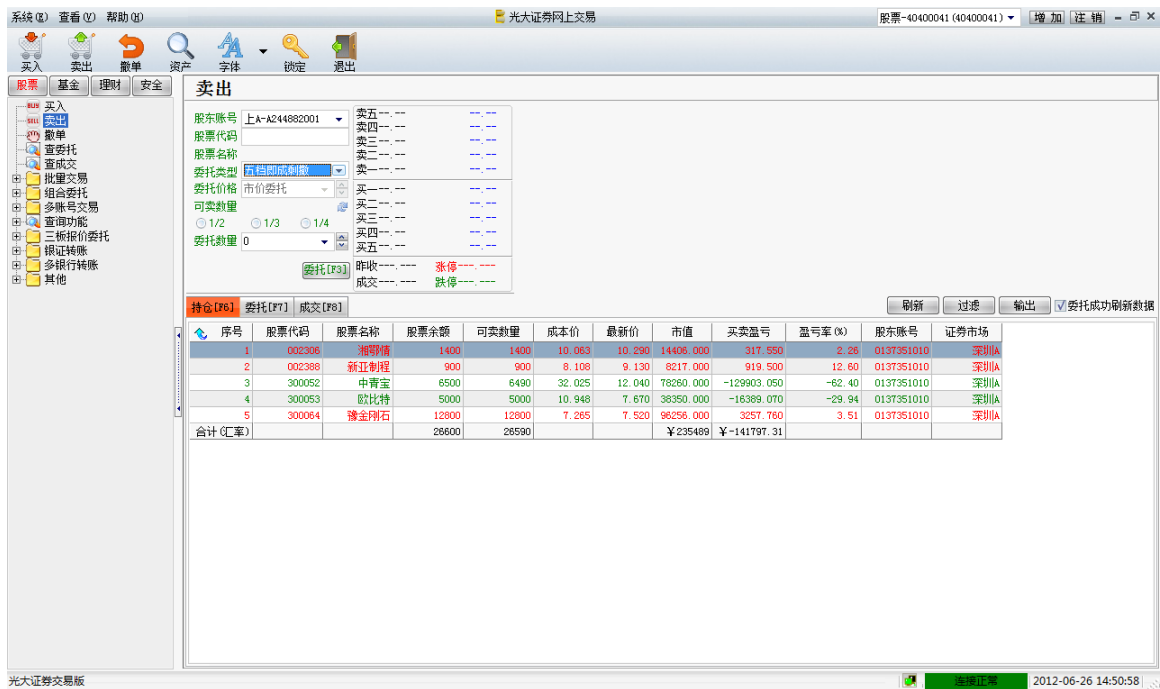 系统(R) 查看(V) 帮助(H) 光大证券网上交易 股票-40400041(40400041) 增 加 注 销
买入 卖出 撤单 资产 字体 锁定 退出
股票 基金 理财 安全
BUY 买入
SELL 卖出
撤单
查委托
查成交
批量交易
组合委托
多账号交易
查询功能
三板报价委托
银证转账
多银行转账
其他
卖出
股东账号 上A-A244882001
股票代码
股票名称
委托类型 五档即成剩撤
委托价格 市价委托
可卖数量
1/2 1/3 1/4
委托数量 0
委托[F3]
卖五--.-- --.--
卖四--.-- --.--
卖三--.-- --.--
卖二--.-- --.--
卖一--.-- --.--
买一--.-- --.--
买二--.-- --.--
买三--.-- --.--
买四--.-- --.--
买五--.-- --.--
昨收---.--- 涨停---.---
成交---.--- 跌停---.---
持仓[F6] 委托[F7] 成交[F8] 刷新 过滤 输出 委托成功刷新数据
序号 股票代码 股票名称 股票余额 可卖数量 成本价 最新价 市值 买卖盈亏 盈亏率(%) 股东账号 证券市场
1 002306 湘鄂情 1400 1400 10.063 10.290 14406.000 317.550 2.26 0137351010 深圳A
2 002388 新亚制程 900 900 8.108 9.130 8217.000 919.500 12.60 0137351010 深圳A
3 300052 中青宝 6500 6490 32.025 12.040 78260.000 -129903.050 -62.40 0137351010 深圳A
4 300053 欧比特 5000 5000 10.948 7.670 38350.000 -16389.070 -29.94 0137351010 深圳A
5 300064 豫金刚石 12800 12800 7.265 7.520 96256.000 3257.760 3.51 0137351010 深圳A
合计(汇率) 26600 26590 ￥235489 ￥-141797.31
光大证券交易版 连接正常 2012-06-26 14:50:58